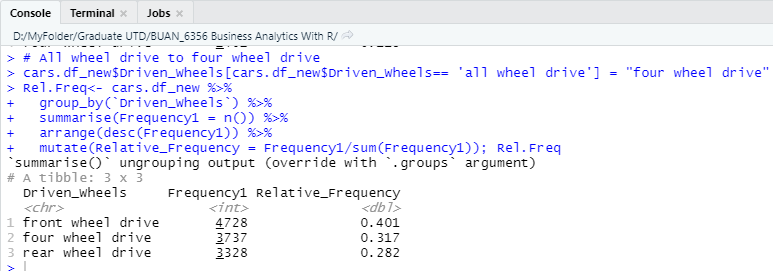 Console Terminal × Jobs ×
D:/MyFolder/Graduate UTD/BUAN_6356 Business Analytics With R/
> # All wheel drive to four wheel drive
> cars.df_new$Driven_Wheels[cars.df_new$Driven_Wheels== 'all wheel drive'] = "four wheel drive"
> Rel.Freq<- cars.df_new %>%
+   group_by(`Driven_Wheels`) %>%
+   summarise(Frequency1 = n()) %>%
+   arrange(desc(Frequency1)) %>%
+   mutate(Relative_Frequency = Frequency1/sum(Frequency1)); Rel.Freq
`summarise()` ungrouping output (override with `.groups` argument)
# A tibble: 3 x 3
  Driven_Wheels     Frequency1 Relative_Frequency
  <chr>                  <int>              <dbl>
1 front wheel drive       4728              0.401
2 four wheel drive        3737              0.317
3 rear wheel drive        3328              0.282
>